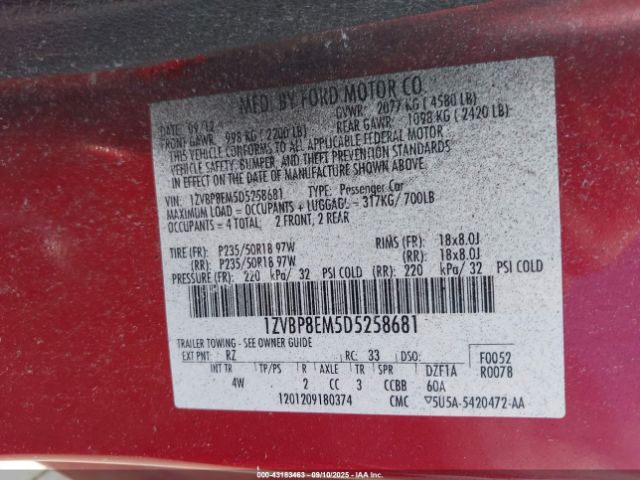 MFD. BY FORD MOTOR CO.
DATE: 09/12 GVWR: 2077 KG ( 4580 LB)
FRONT GAWR: 998 KG ( 2200 LB) REAR GAWR: 1098 KG ( 2420 LB)
THIS VEHICLE CONFORMS TO ALL APPLICABLE FEDERAL MOTOR
VEHICLE SAFETY, BUMPER, AND THEFT PREVENTION STANDARDS
IN EFFECT ON THE DATE OF MANUFACTURE SHOWN ABOVE.
VIN: 1ZVBP8EM5D5258681 TYPE: Passenger Car
MAXIMUM LOAD = OCCUPANTS + LUGGAGE = 317KG/ 700LB
OCCUPANTS = 4 TOTAL: 2 FRONT, 2 REAR
TIRE (FR): P235/50R18 97W RIMS (FR): 18x8.0J
(RR): P235/50R18 97W (RR): 18x8.0J
PRESSURE (FR): 220 kPa/ 32 PSI COLD (RR): 220 kPa/ 32 PSI COLD
1ZVBP8EM5D5258681
TRAILER TOWING - SEE OWNER GUIDE
EXT PNT: RZ RC: 33 DSO: F0052
INT TR TP/PS R AXLE TR SPR DZF1A R0078
4W 2 CC 3 CCBB 60A
1201209180374 CMC 5U5A-5420472-AA
000-43183463 09/10/2025 IAA Inc.